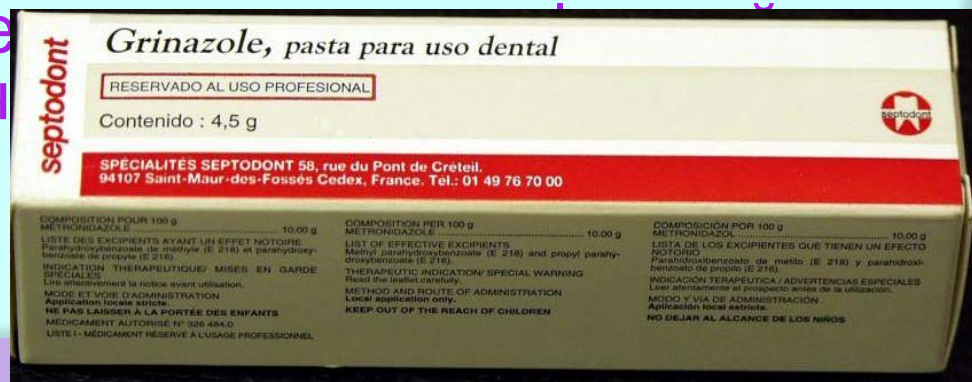 septodont
Grinazole, pasta para uso dental
RESERVADO AL USO PROFESIONAL
Contenido : 4,5 g
septodont
SPÉCIALITÉS SEPTODONT 58, rue du Pont de Créteil.
94107 Saint-Maur-des-Fossés Cedex, France. Tél.: 01 49 76 70 00
COMPOSITION POUR 100 g
METRONIDAZOLE 10,00 g
LISTE DES EXCIPIENTS AYANT UN EFFET NOTOIRE
Parahydroxybenzoate de méthyle (E 218) et parahydroxy-
benzoate de propyle (E 216).
INDICATION THERAPEUTIQUE/ MISES EN GARDE
SPÉCIALES
Lire attentivement la notice avant utilisation.
MODE ET VOIE D'ADMINISTRATION
Application locale stricte.
NE PAS LAISSER À LA PORTÉE DES ENFANTS
MÉDICAMENT AUTORISÉ N° 326 484.0
LISTE I - MÉDICAMENT RÉSERVÉ À L'USAGE PROFESSIONNEL
COMPOSITION PER 100 g
METRONIDAZOLE 10.00 g
LIST OF EFFECTIVE EXCIPIENTS
Methyl parahydroxybenzoate (E 218) and propyl parahy-
droxybenzoate (E 216).
THERAPEUTIC INDICATION/ SPECIAL WARNING
Read the leaflet carefully.
METHOD AND ROUTE OF ADMINISTRATION
Local application only.
KEEP OUT OF THE REACH OF CHILDREN
COMPOSICIÓN POR 100 g
METRONIDAZOL 10,00 g
LISTA DE LOS EXCIPIENTES QUE TIENEN UN EFECTO
NOTORIO
Parahidroxibenzoato de metilo (E 218) y parahidroxi-
benzoato de propilo (E 216).
INDICACIÓN TERAPÉUTICA / ADVERTENCIAS ESPECIALES
Leer atentamente el prospecto antes de la utilización.
MODO Y VÍA DE ADMINISTRACIÓN
Aplicación local estricta.
NO DEJAR AL ALCANCE DE LOS NIÑOS